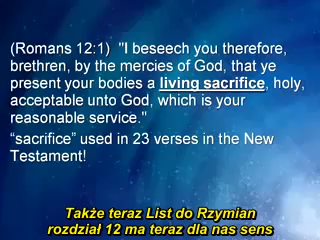 (Romans 12:1)  "I beseech you therefore,
brethren, by the mercies of God, that ye
present your bodies a living sacrifice, holy,
acceptable unto God, which is your
reasonable service."
“sacrifice” used in 23 verses in the New
Testament!
Także teraz List do Rzymian
rozdział 12 ma teraz dla nas sens